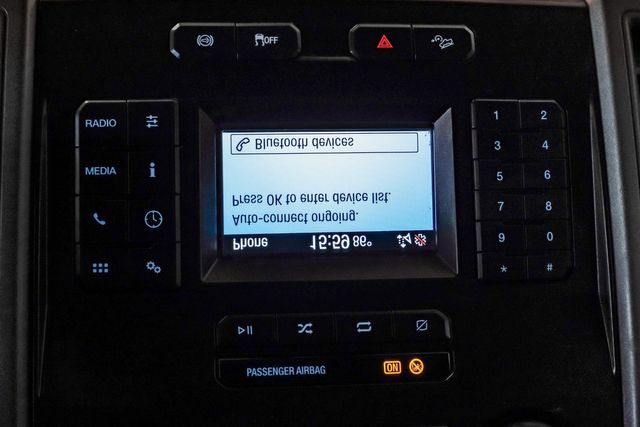 OFF
RADIO
MEDIA
Phone 15:59 86°
Auto-connect ongoing.
Press OK to enter device list.
Bluetooth devices
1 2
3 4
5 6
7 8
9 0
* #
PASSENGER AIRBAG ON